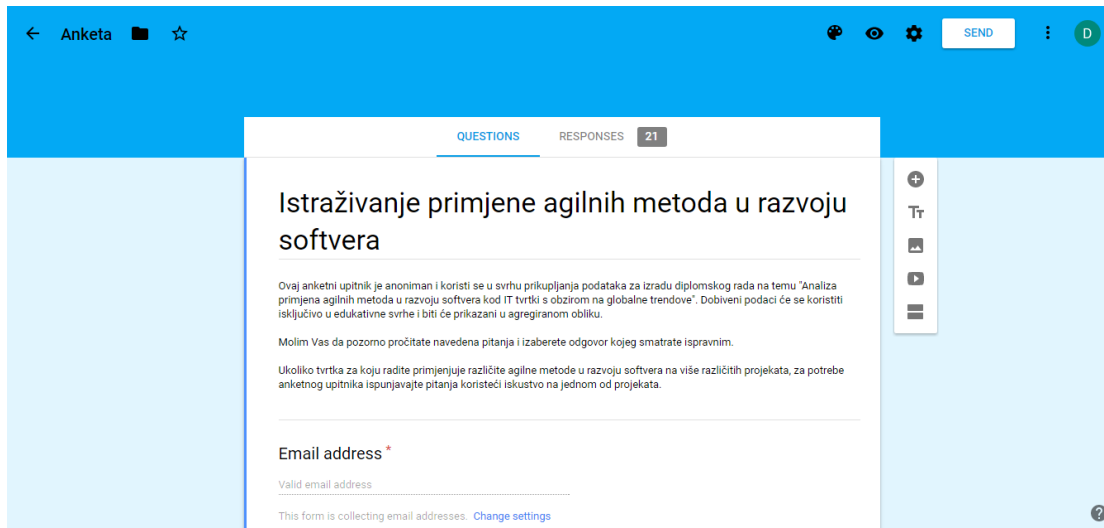 Anketa
SEND
D
QUESTIONS
RESPONSES 21
Istraživanje primjene agilnih metoda u razvoju
softvera
Ovaj anketni upitnik je anoniman i koristi se u svrhu prikupljanja podataka za izradu diplomskog rada na temu "Analiza
primjena agilnih metoda u razvoju softvera kod IT tvrtki s obzirom na globalne trendove". Dobiveni podaci će se koristiti
isključivo u edukativne svrhe i biti će prikazani u agregiranom obliku.
Molim Vas da pozorno pročitate navedena pitanja i izaberete odgovor kojeg smatrate ispravnim.
Ukoliko tvrtka za koju radite primjenjuje različite agilne metode u razvoju softvera na više različitih projekata, za potrebe
anketnog upitnika ispunjavajte pitanja koristeći iskustvo na jednom od projekata.
Email address *
Valid email address
This form is collecting email addresses. Change settings